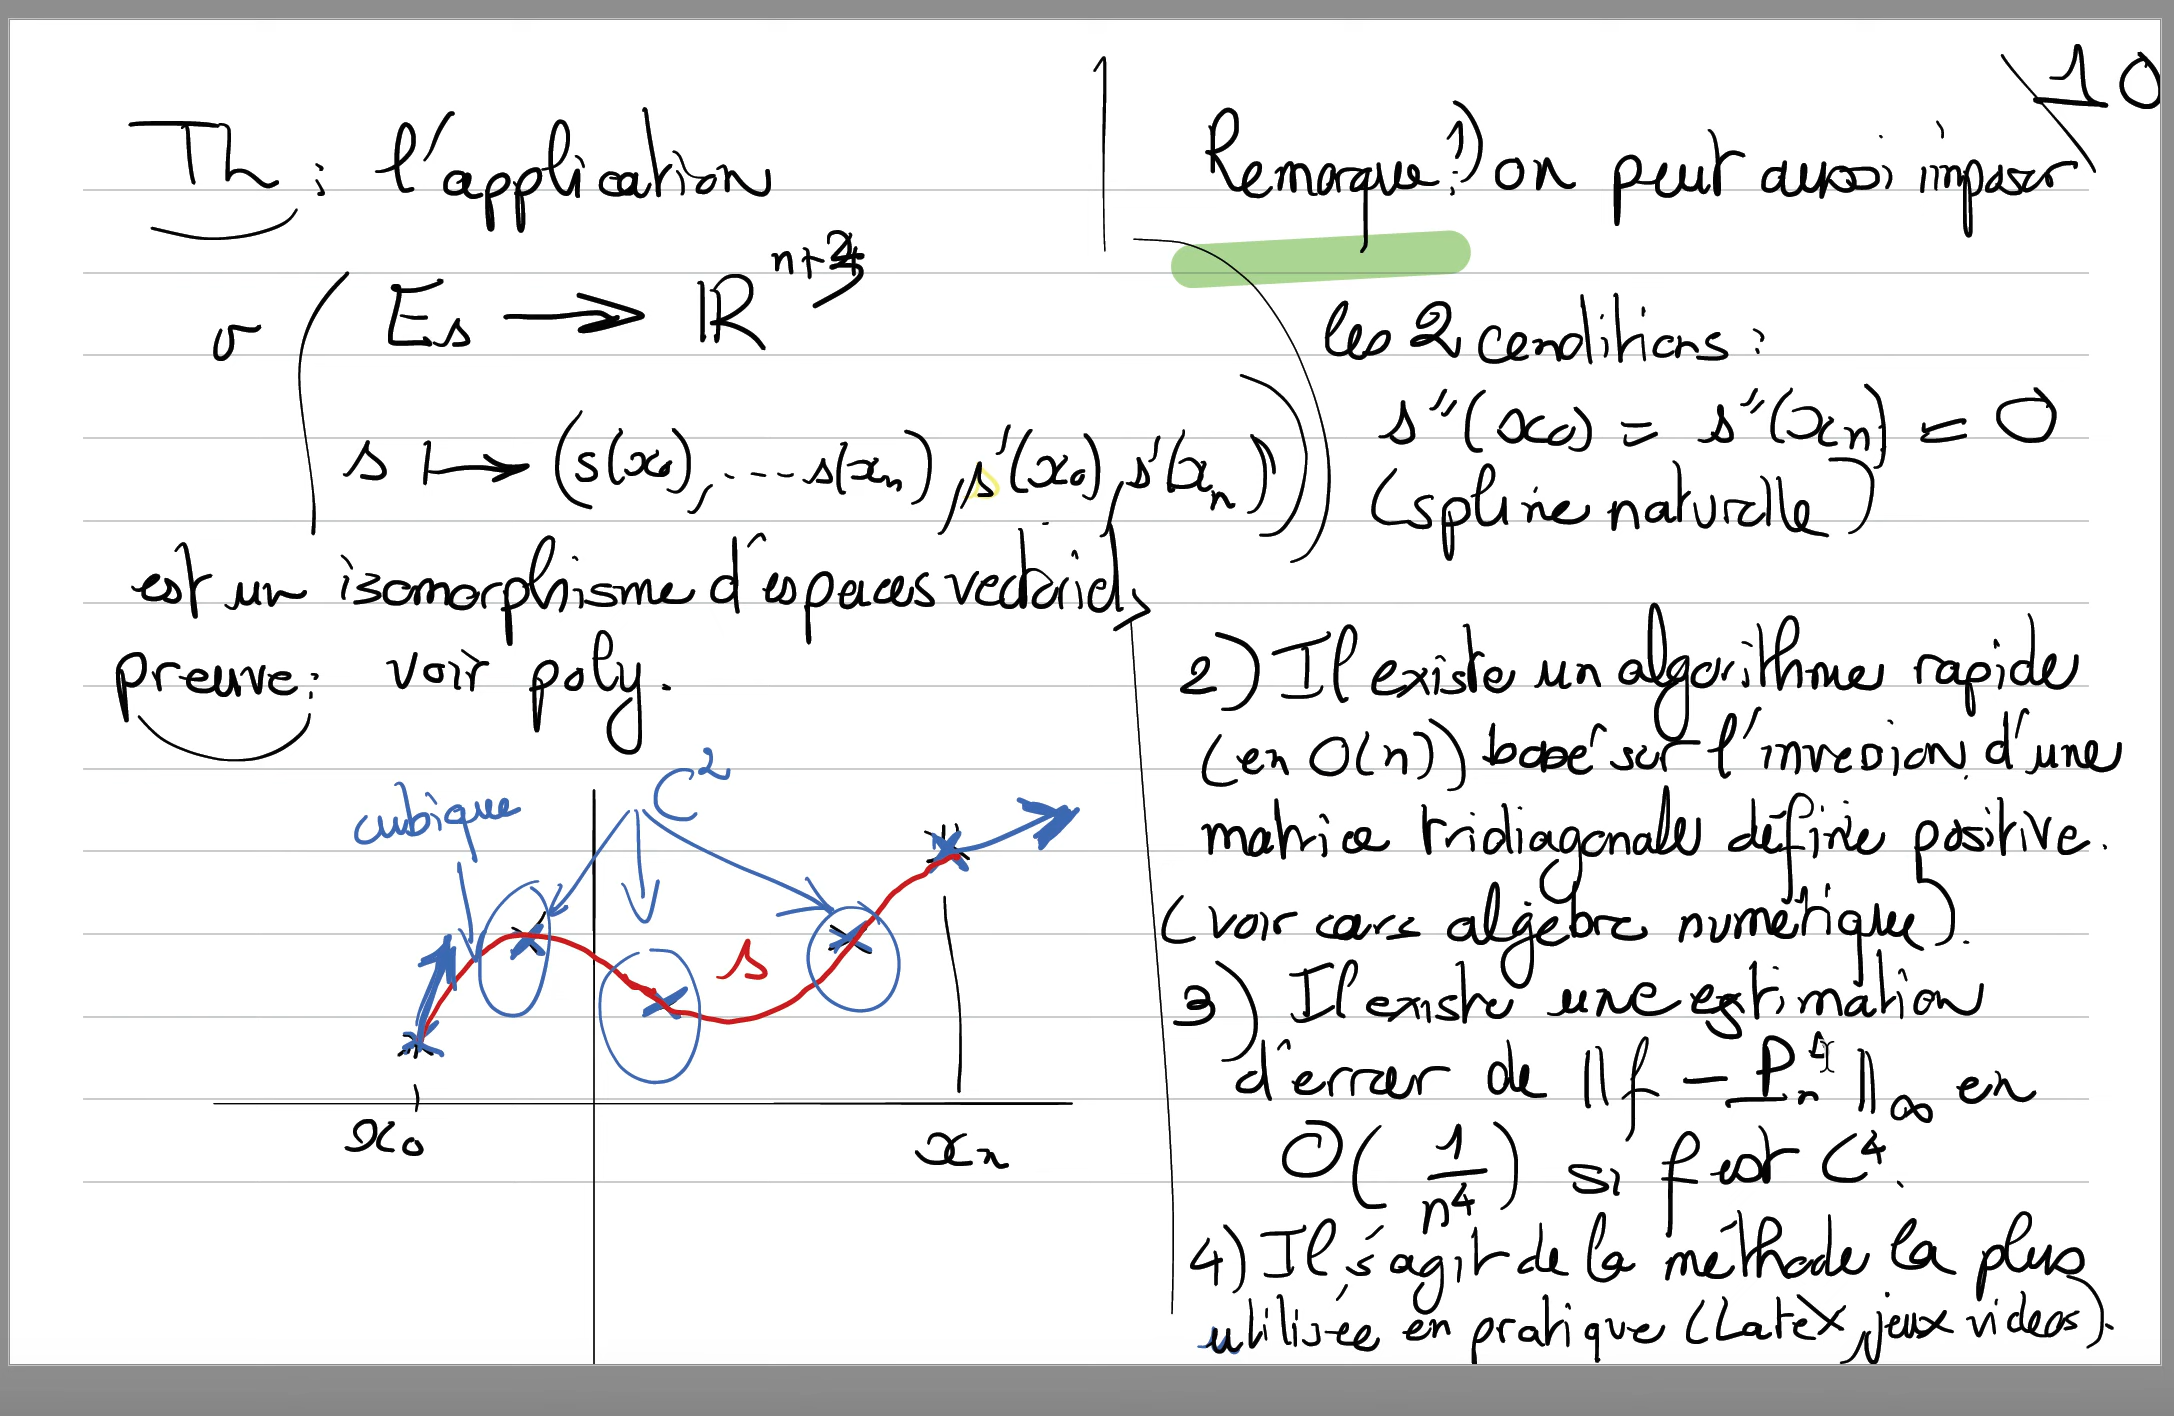 10
Th : l'application
σ ( E_s → ℝ^{n+3}
s ↦ (s(x₀), ... s(xₙ), s'(x₀), s'(xₙ)) )
est un isomorphisme d'espaces vectoriels
preuve : voir poly.
cubique
C²
s
x₀
xₙ
Remarque : 1) on peut aussi imposer
les 2 conditions :
s''(x₀) = s''(xₙ) = 0
(spline naturelle)
2) Il existe un algorithme rapide
(en O(n)) basé sur l'inversion d'une
matrice tridiagonale définie positive.
(voir cours algèbre numérique).
3) Il existe une estimation
d'erreur de ‖f - Pₙ ‖∞ en
O(1/n⁴) si f est C⁴.
4) Il s'agit de la méthode la plus
utilisée en pratique (LateX, jeux videos).